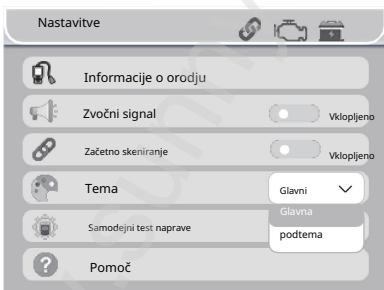 Nastavitve
Informacije o orodju
Zvočni signal
Vklopljeno
Začetno skeniranje
Vklopljeno
Tema
Glavni
Glavna
Samodejni test naprave
podtema
Pomoč